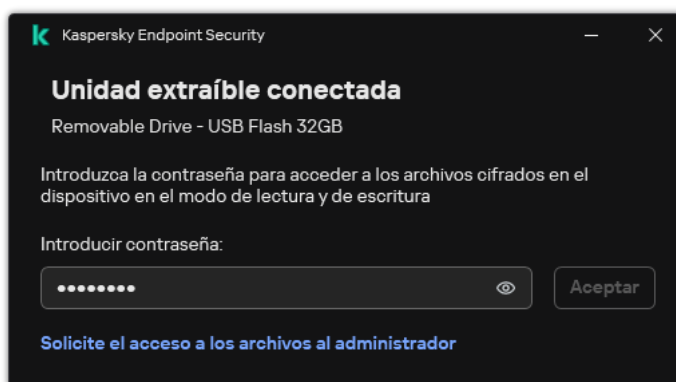 Kaspersky Endpoint Security
Unidad extraíble conectada
Removable Drive - USB Flash 32GB
Introduzca la contraseña para acceder a los archivos cifrados en el
dispositivo en el modo de lectura y de escritura
Introducir contraseña:
••••••••
Aceptar
Solicite el acceso a los archivos al administrador